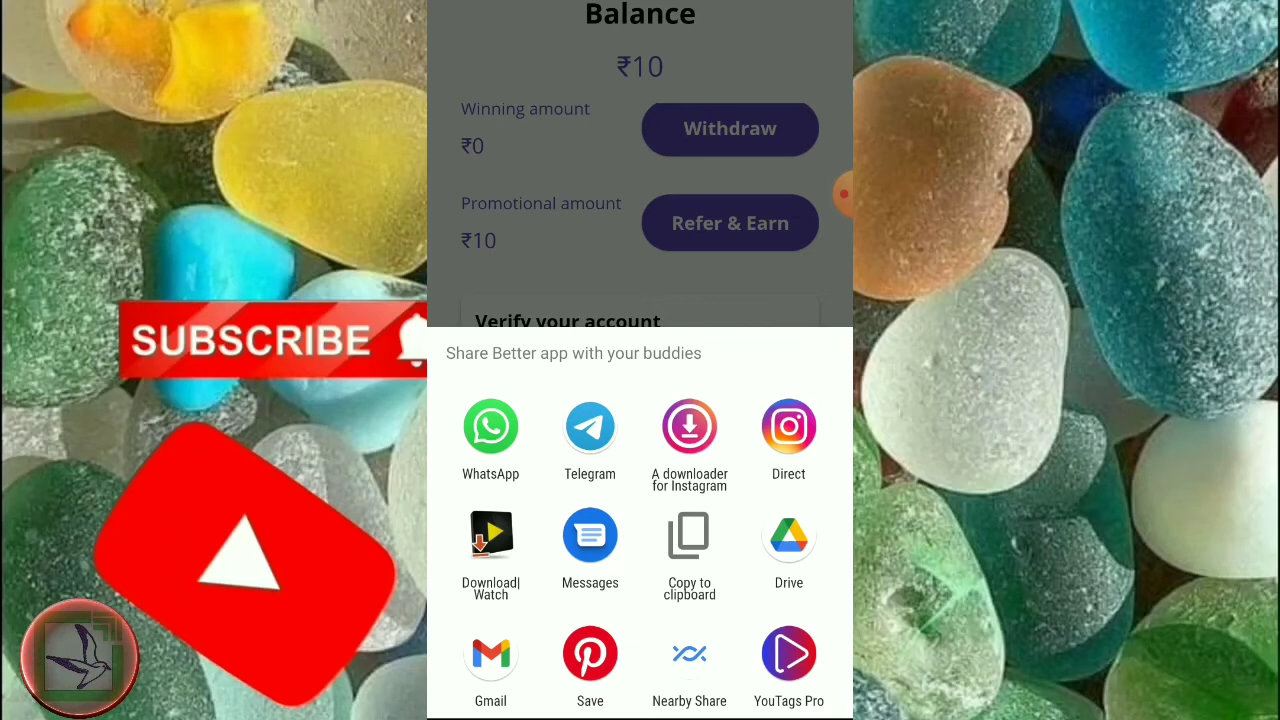 Balance
₹10
Winning amount
Withdraw
₹0
Promotional amount
Refer & Earn
₹10
Verify your account
SUBSCRIBE
Share Better app with your buddies
WhatsApp
Telegram
A downloader
for Instagram
Direct
Download|
Watch
Messages
Copy to
clipboard
Drive
Gmail
Save
Nearby Share
YouTags Pro